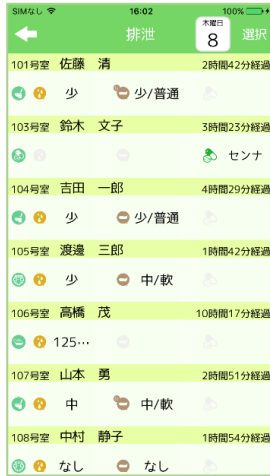 SIMなし 16:02 100%
排泄 木曜日 8 選択
101号室 佐藤 清 2時間42分経過
少 少/普通
103号室 鈴木 文子 3時間23分経過
センナ
104号室 吉田 一郎 4時間29分経過
少 少/普通
105号室 渡邉 三郎 1時間42分経過
少 中/軟
106号室 高橋 茂 10時間17分経過
125…
107号室 山本 勇 2時間51分経過
中 中/軟
108号室 中村 静子 1時間54分経過
なし なし